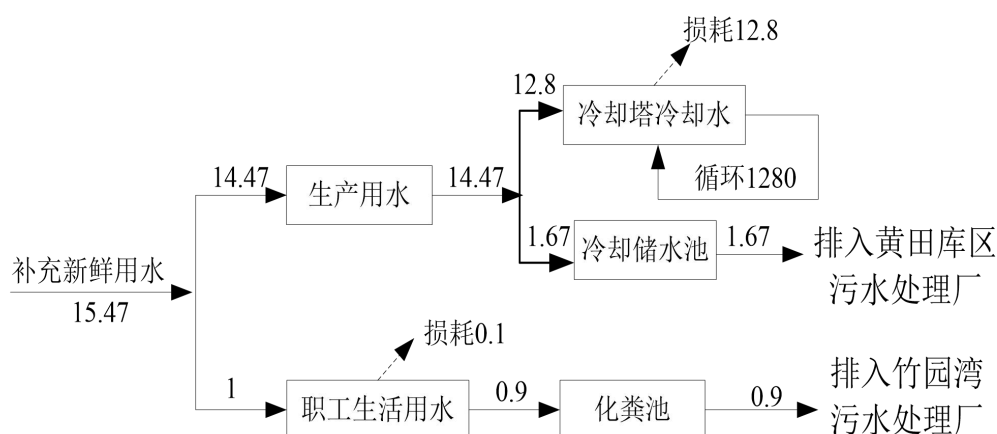 损耗12.8
12.8
冷却塔冷却水
循环1280
14.47
生产用水
14.47
1.67
冷却储水池
1.67
排入黄田库区
污水处理厂
补充新鲜用水
15.47
损耗0.1
1
职工生活用水
0.9
化粪池
0.9
排入竹园湾
污水处理厂